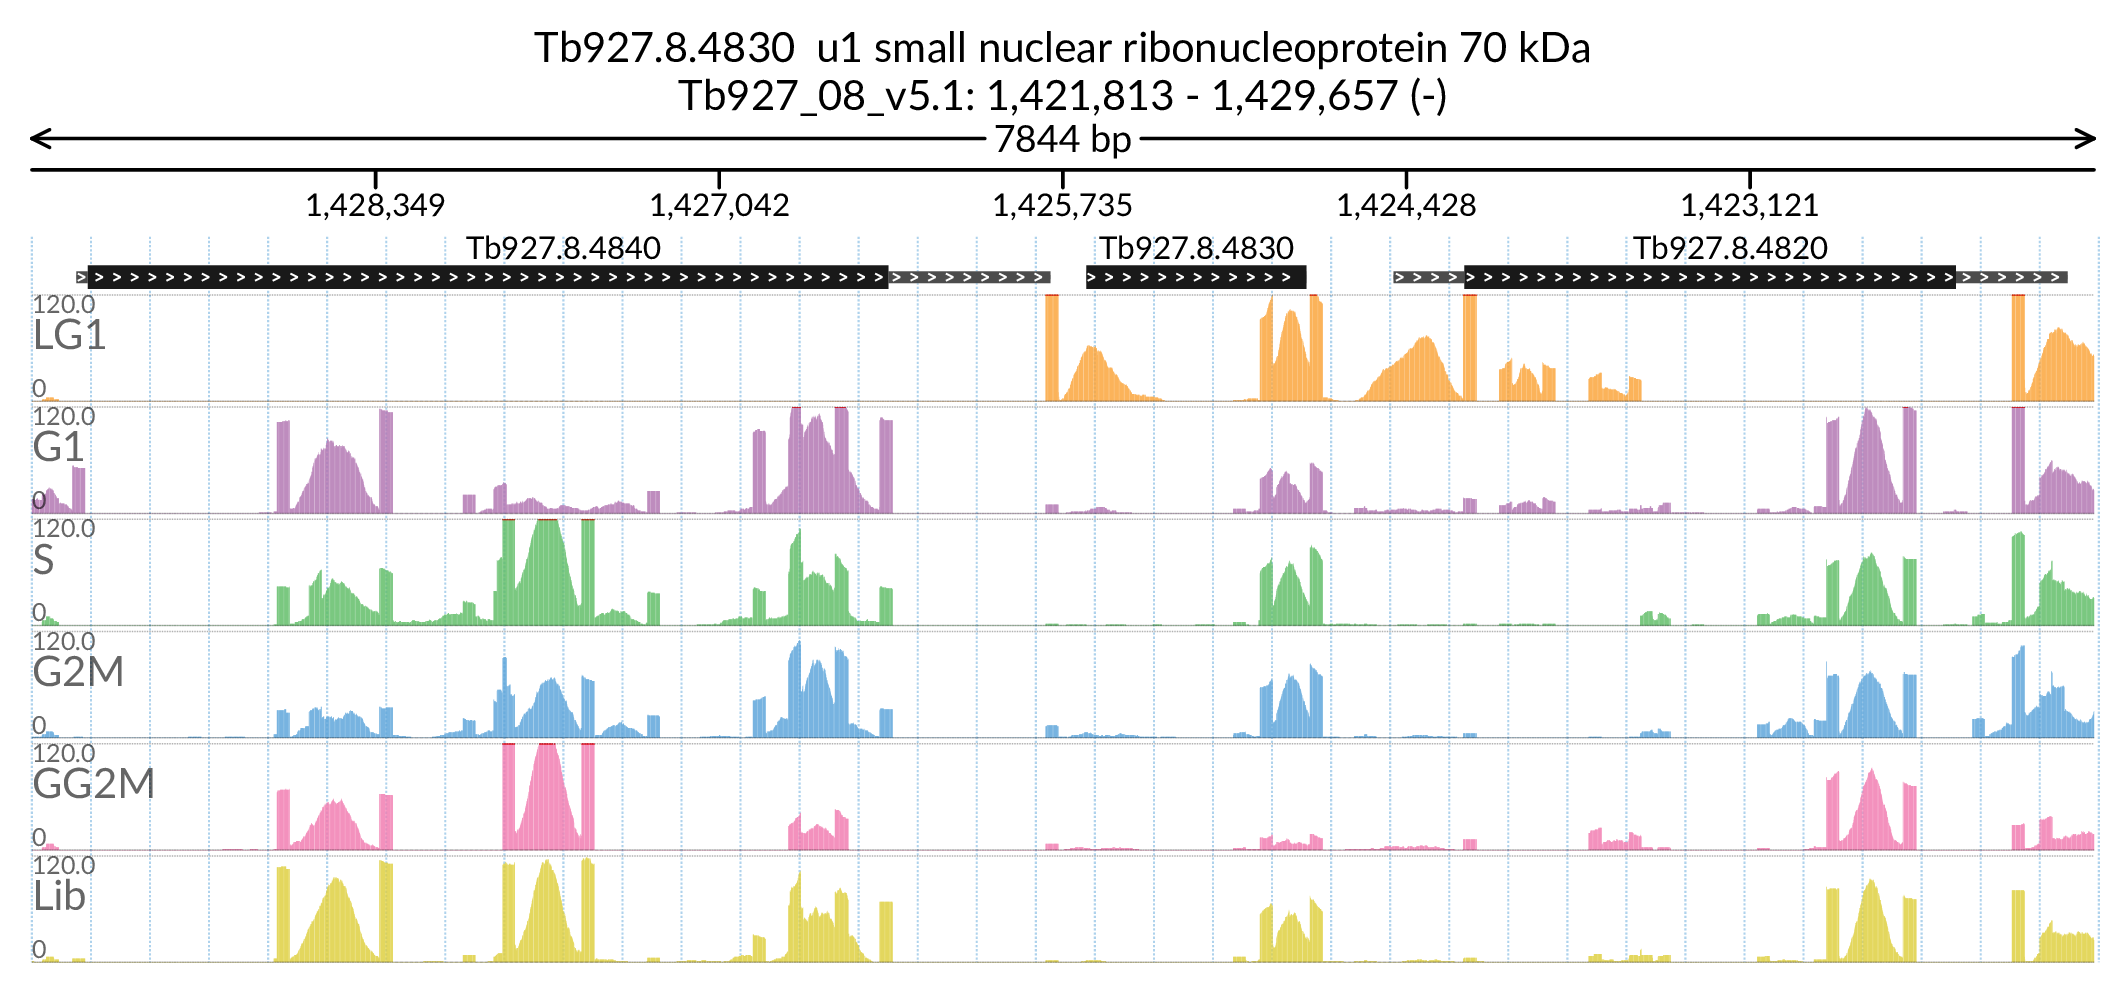 Tb927.8.4830 u1 small nuclear ribonucleoprotein 70 kDa
Tb927_08_v5.1: 1,421,813 - 1,429,657 (-)
7844 bp
1,428,349 1,427,042 1,425,735 1,424,428 1,423,121
Tb927.8.4840 Tb927.8.4830 Tb927.8.4820
120.0
LG1
0
120.0
G1
0
120.0
S
0
120.0
G2M
0
120.0
GG2M
0
120.0
Lib
0